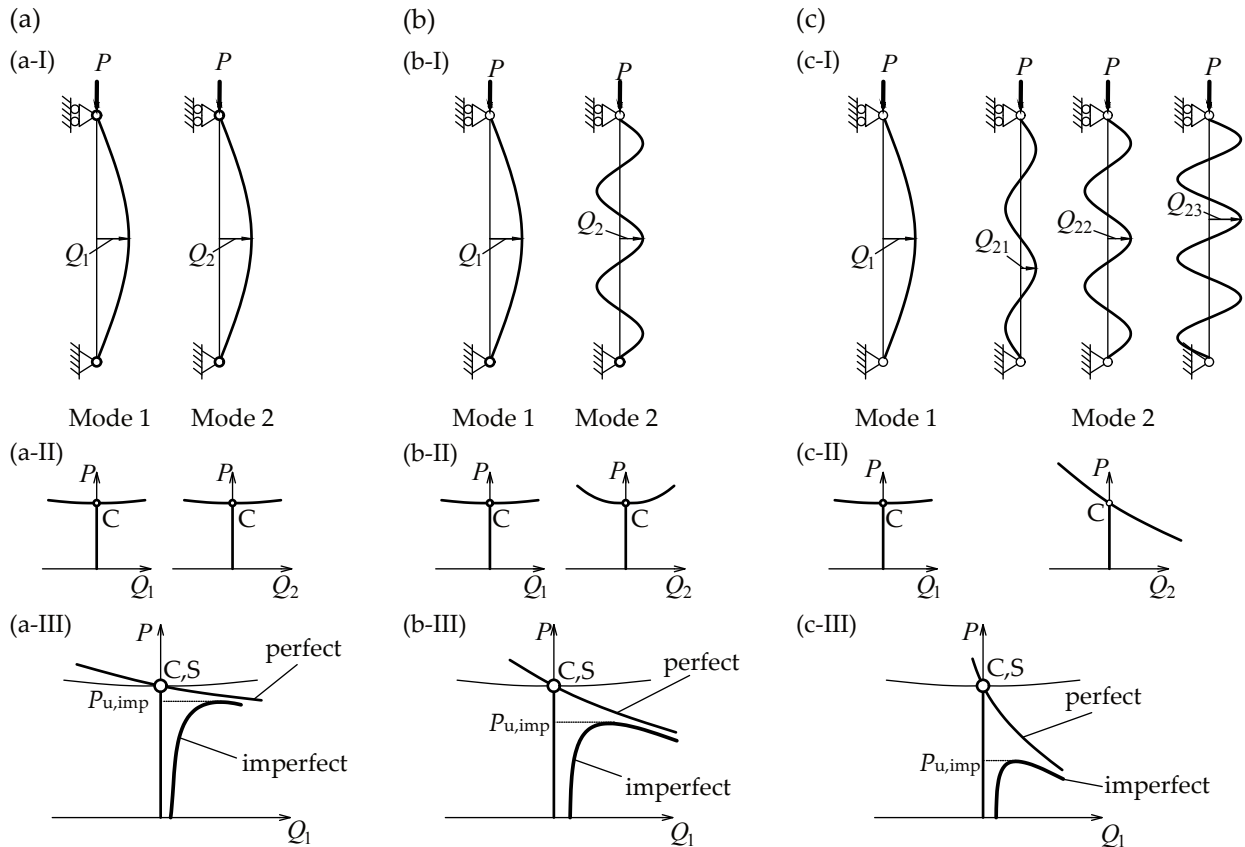 (a) (b) (c)
(a-I) (b-I) (c-I)
P P P P P P P P
Q1 Q2 Q1 Q2 Q1 Q21 Q22 Q23
Mode 1 Mode 2 Mode 1 Mode 2 Mode 1 Mode 2
(a-II) (b-II) (c-II)
P P P P P P
C C C C C C
Q1 Q2 Q1 Q2 Q1 Q2
(a-III) (b-III) (c-III)
P P P
C,S perfect C,S perfect C,S perfect
Pu,imp Pu,imp Pu,imp
imperfect imperfect imperfect
Q1 Q1 Q1